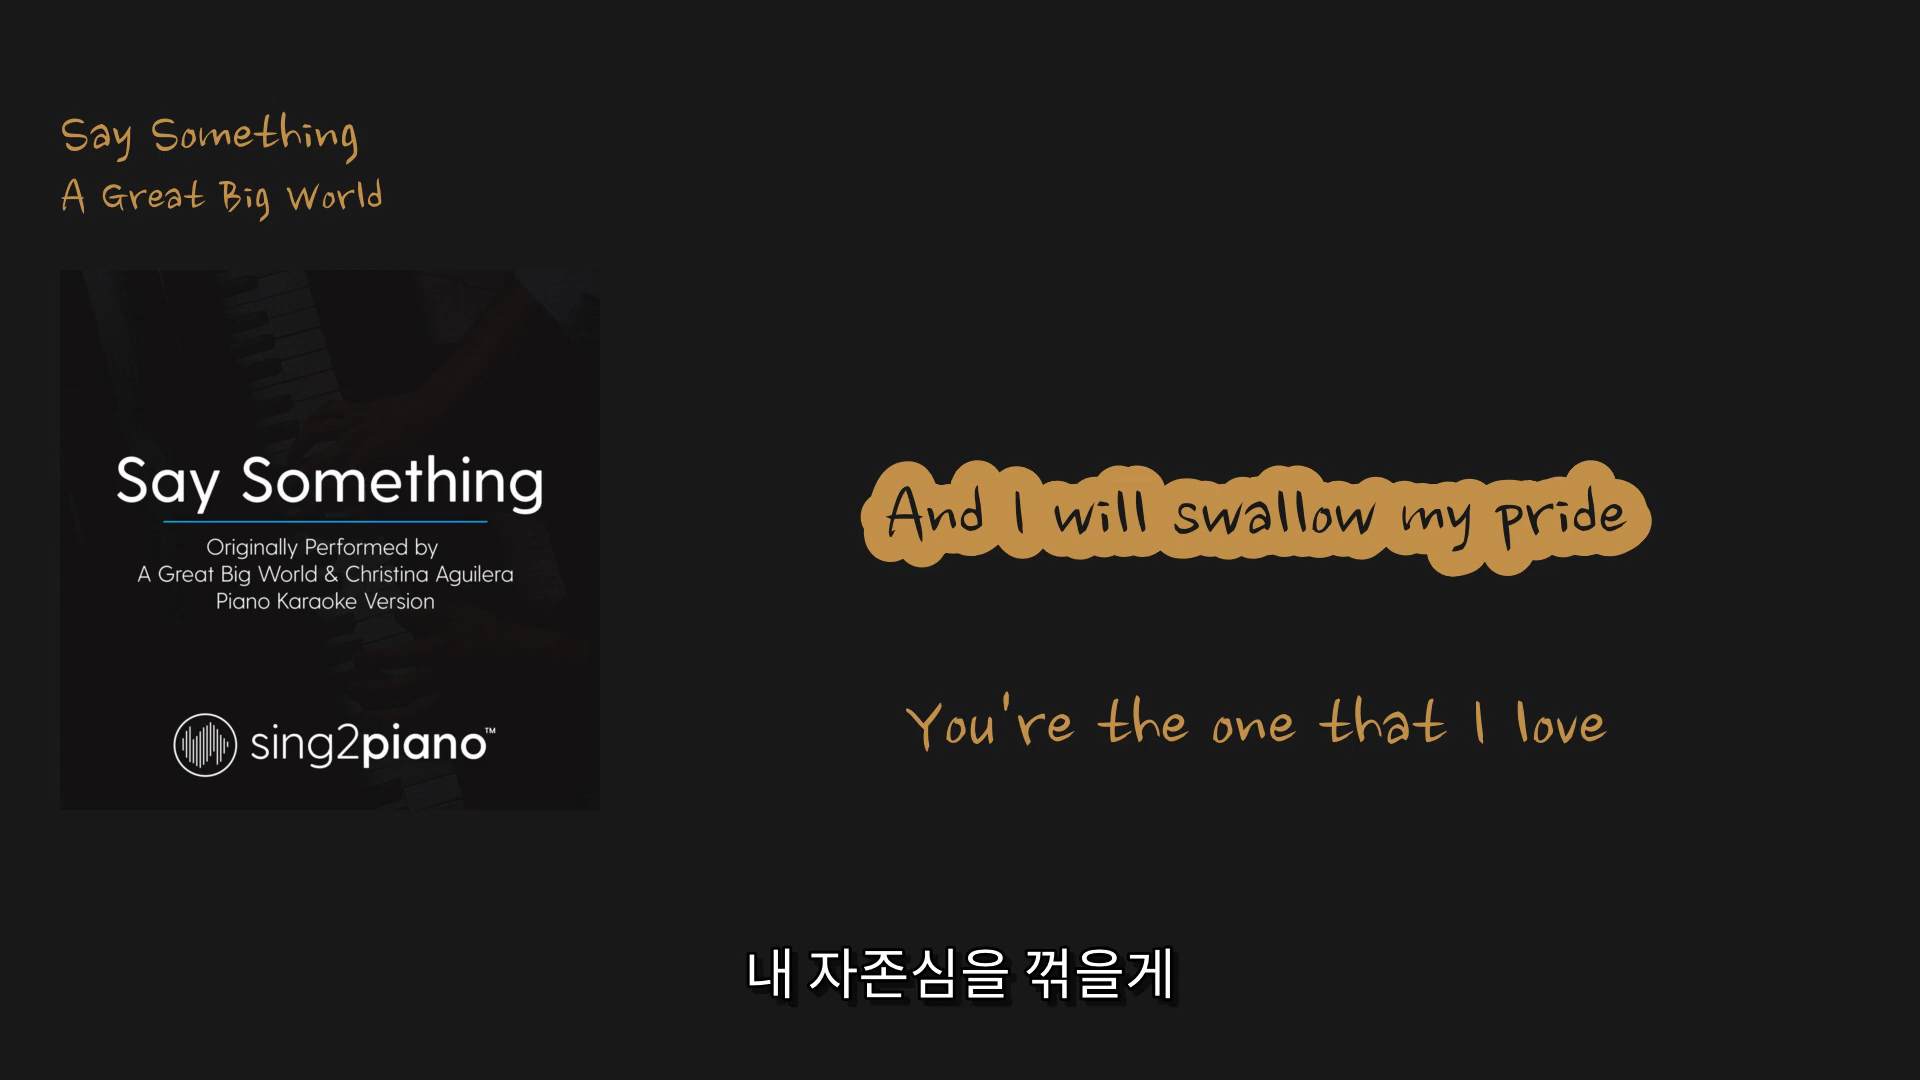 Say Something
A Great Big World
Say Something
Originally Performed by
A Great Big World & Christina Aguilera
Piano Karaoke Version
sing2piano™
And I will swallow my pride
You're the one that I love
내 자존심을 꺾을게